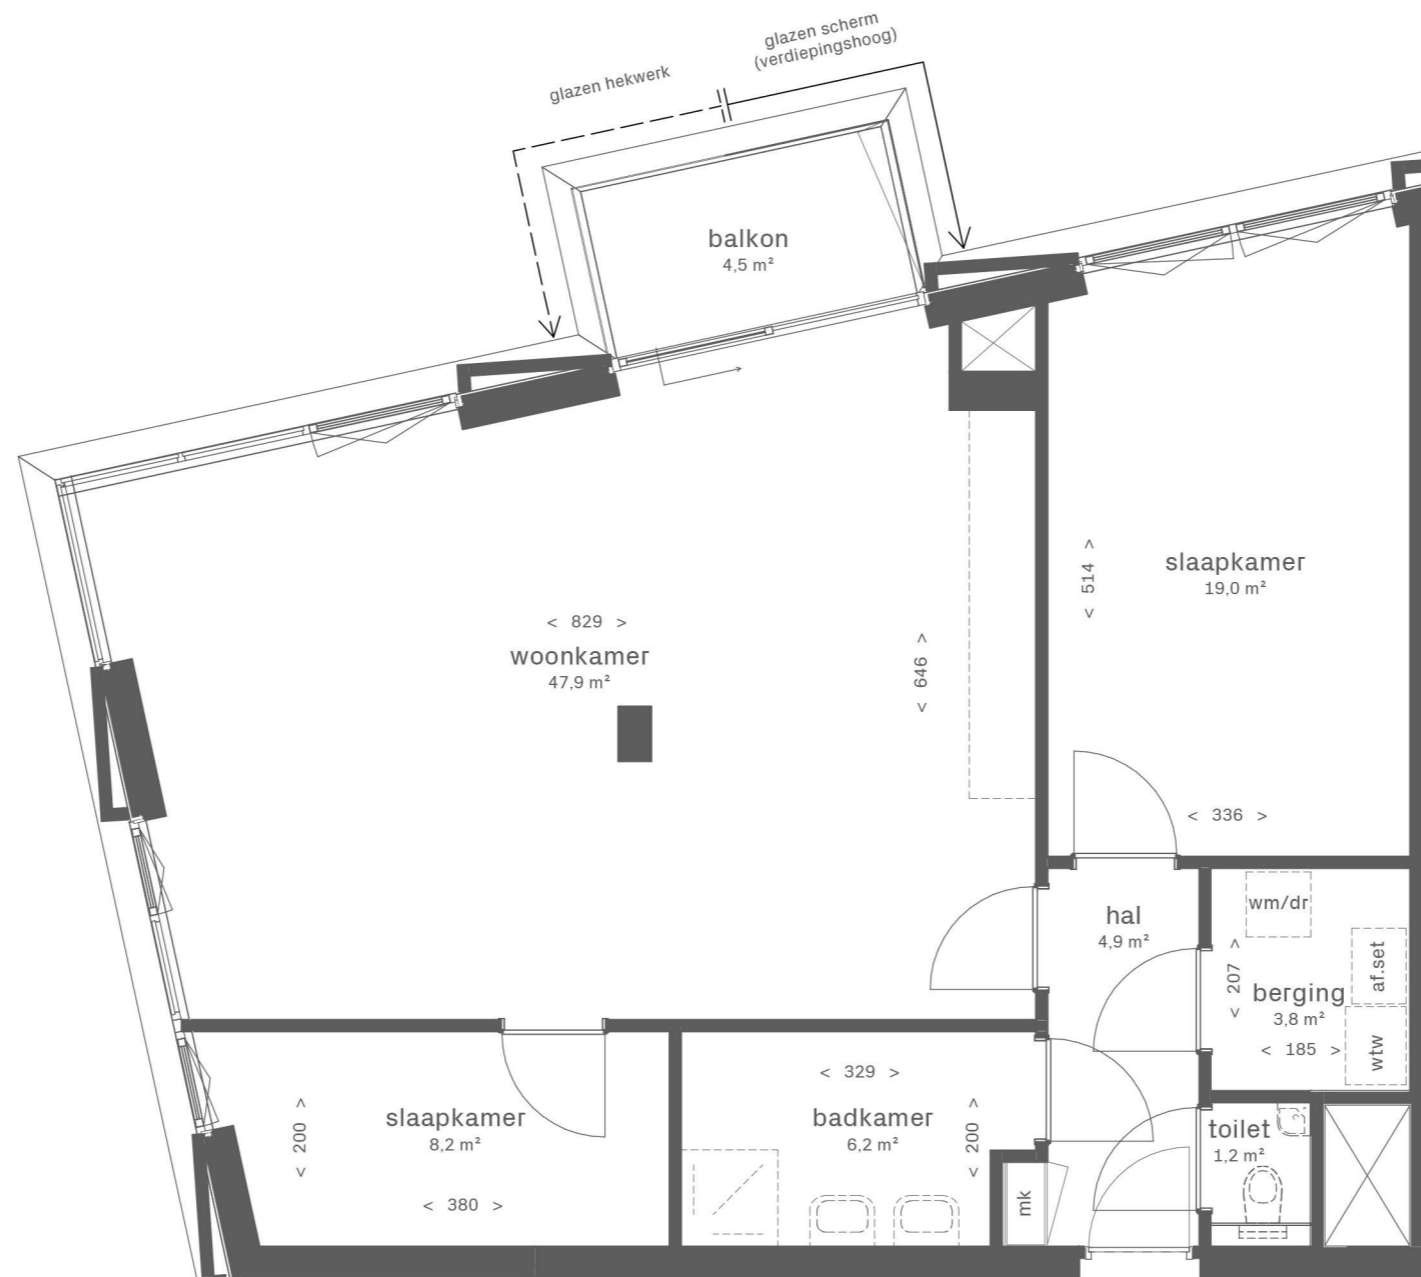 glazen scherm
(verdiepingshoog)
glazen hekwerk
balkon
4,5 m²
slaapkamer
19,0 m²
< 514 >
< 829 >
woonkamer
47,9 m²
< 646 >
< 336 >
hal
4,9 m²
wm/dr
af.set
< 207 >
berging
3,8 m²
< 185 >
wtw
< 329 >
< 200 >
slaapkamer
8,2 m²
badkamer
6,2 m²
< 200 >
toilet
1,2 m²
< 380 >
mk